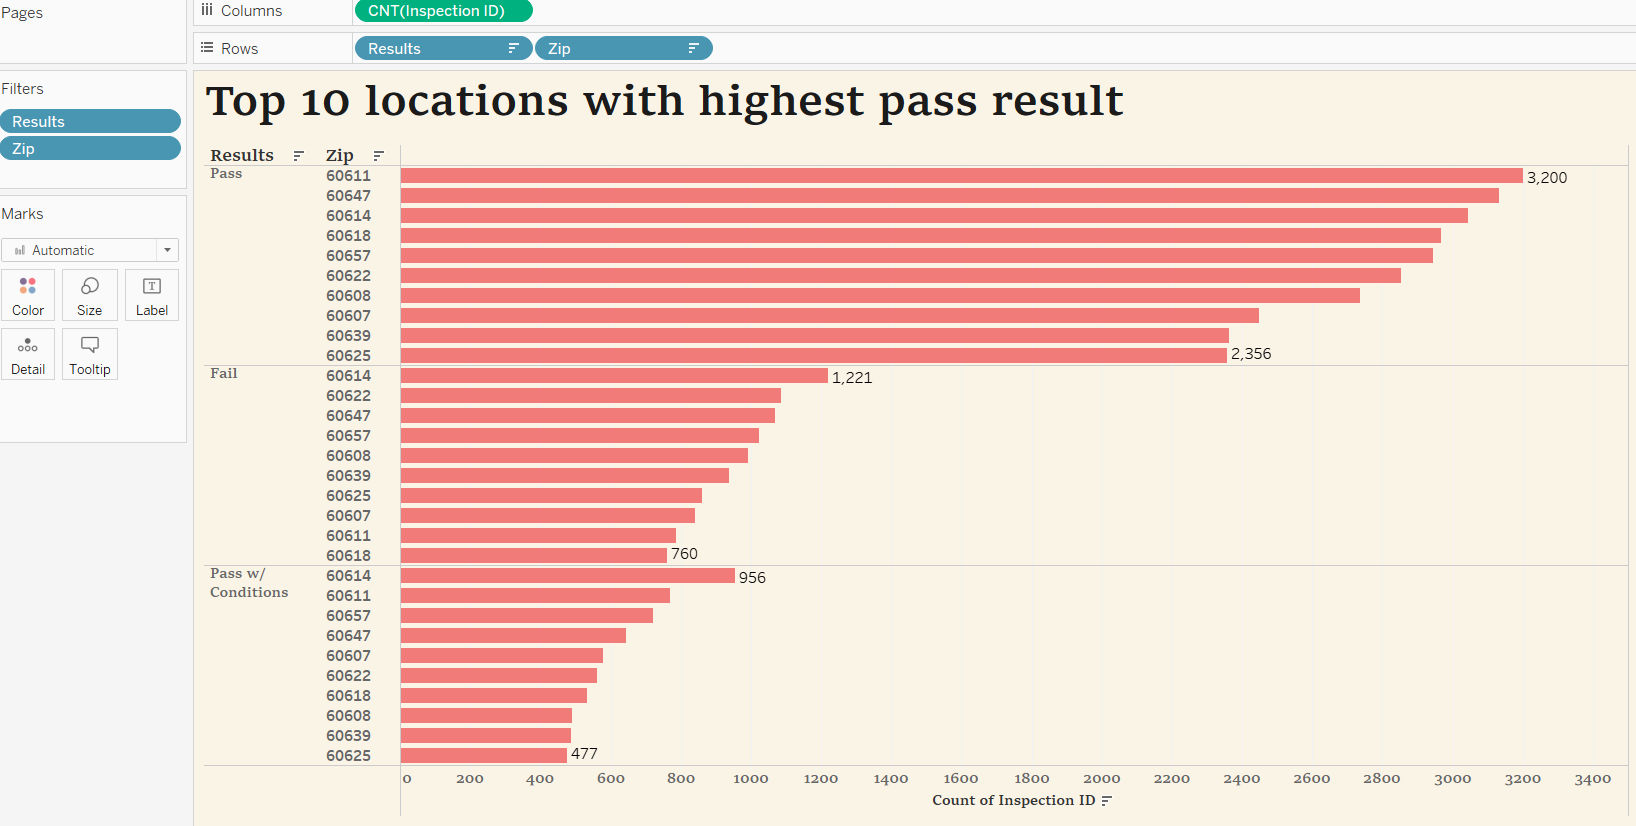 Pages
Columns CNT(Inspection ID)
Rows Results Zip
Filters
Results
Zip
Marks
Automatic
Color Size Label
Detail Tooltip
Top 10 locations with highest pass result
Results Zip
Pass 60611 3,200
60647
60614
60618
60657
60622
60608
60607
60639
60625 2,356
Fail 60614 1,221
60622
60647
60657
60608
60639
60625
60607
60611
60618 760
Pass w/ 60614 956
Conditions 60611
60657
60647
60607
60622
60618
60608
60639
60625 477
0 200 400 600 800 1000 1200 1400 1600 1800 2000 2200 2400 2600 2800 3000 3200 3400
Count of Inspection ID